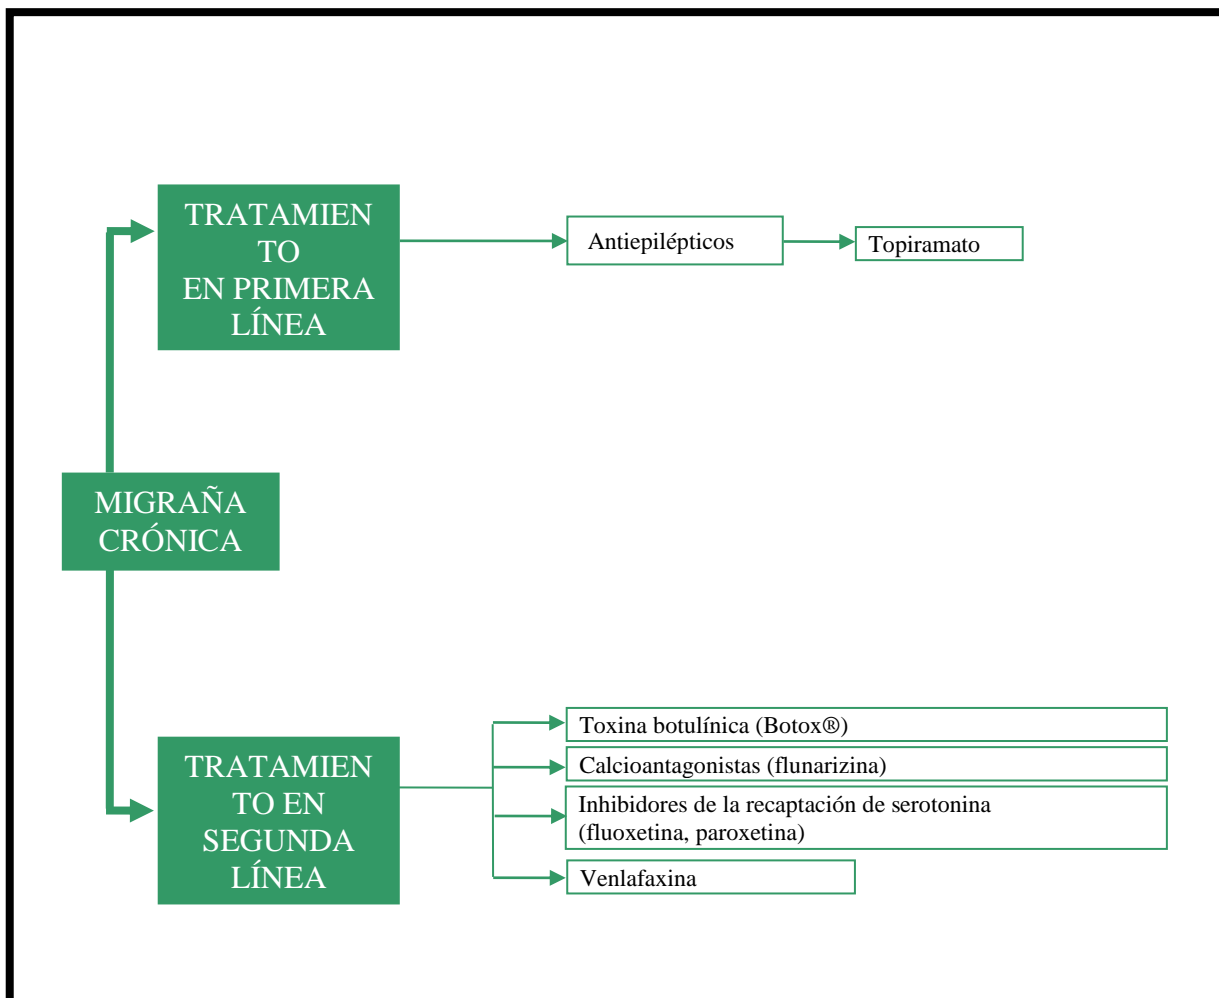 TRATAMIEN
TO
EN PRIMERA
LÍNEA
Antiepilépticos
Topiramato
MIGRAÑA
CRÓNICA
TRATAMIEN
TO EN
SEGUNDA
LÍNEA
Toxina botulínica (Botox®)
Calcioantagonistas (flunarizina)
Inhibidores de la recaptación de serotonina
(fluoxetina, paroxetina)
Venlafaxina